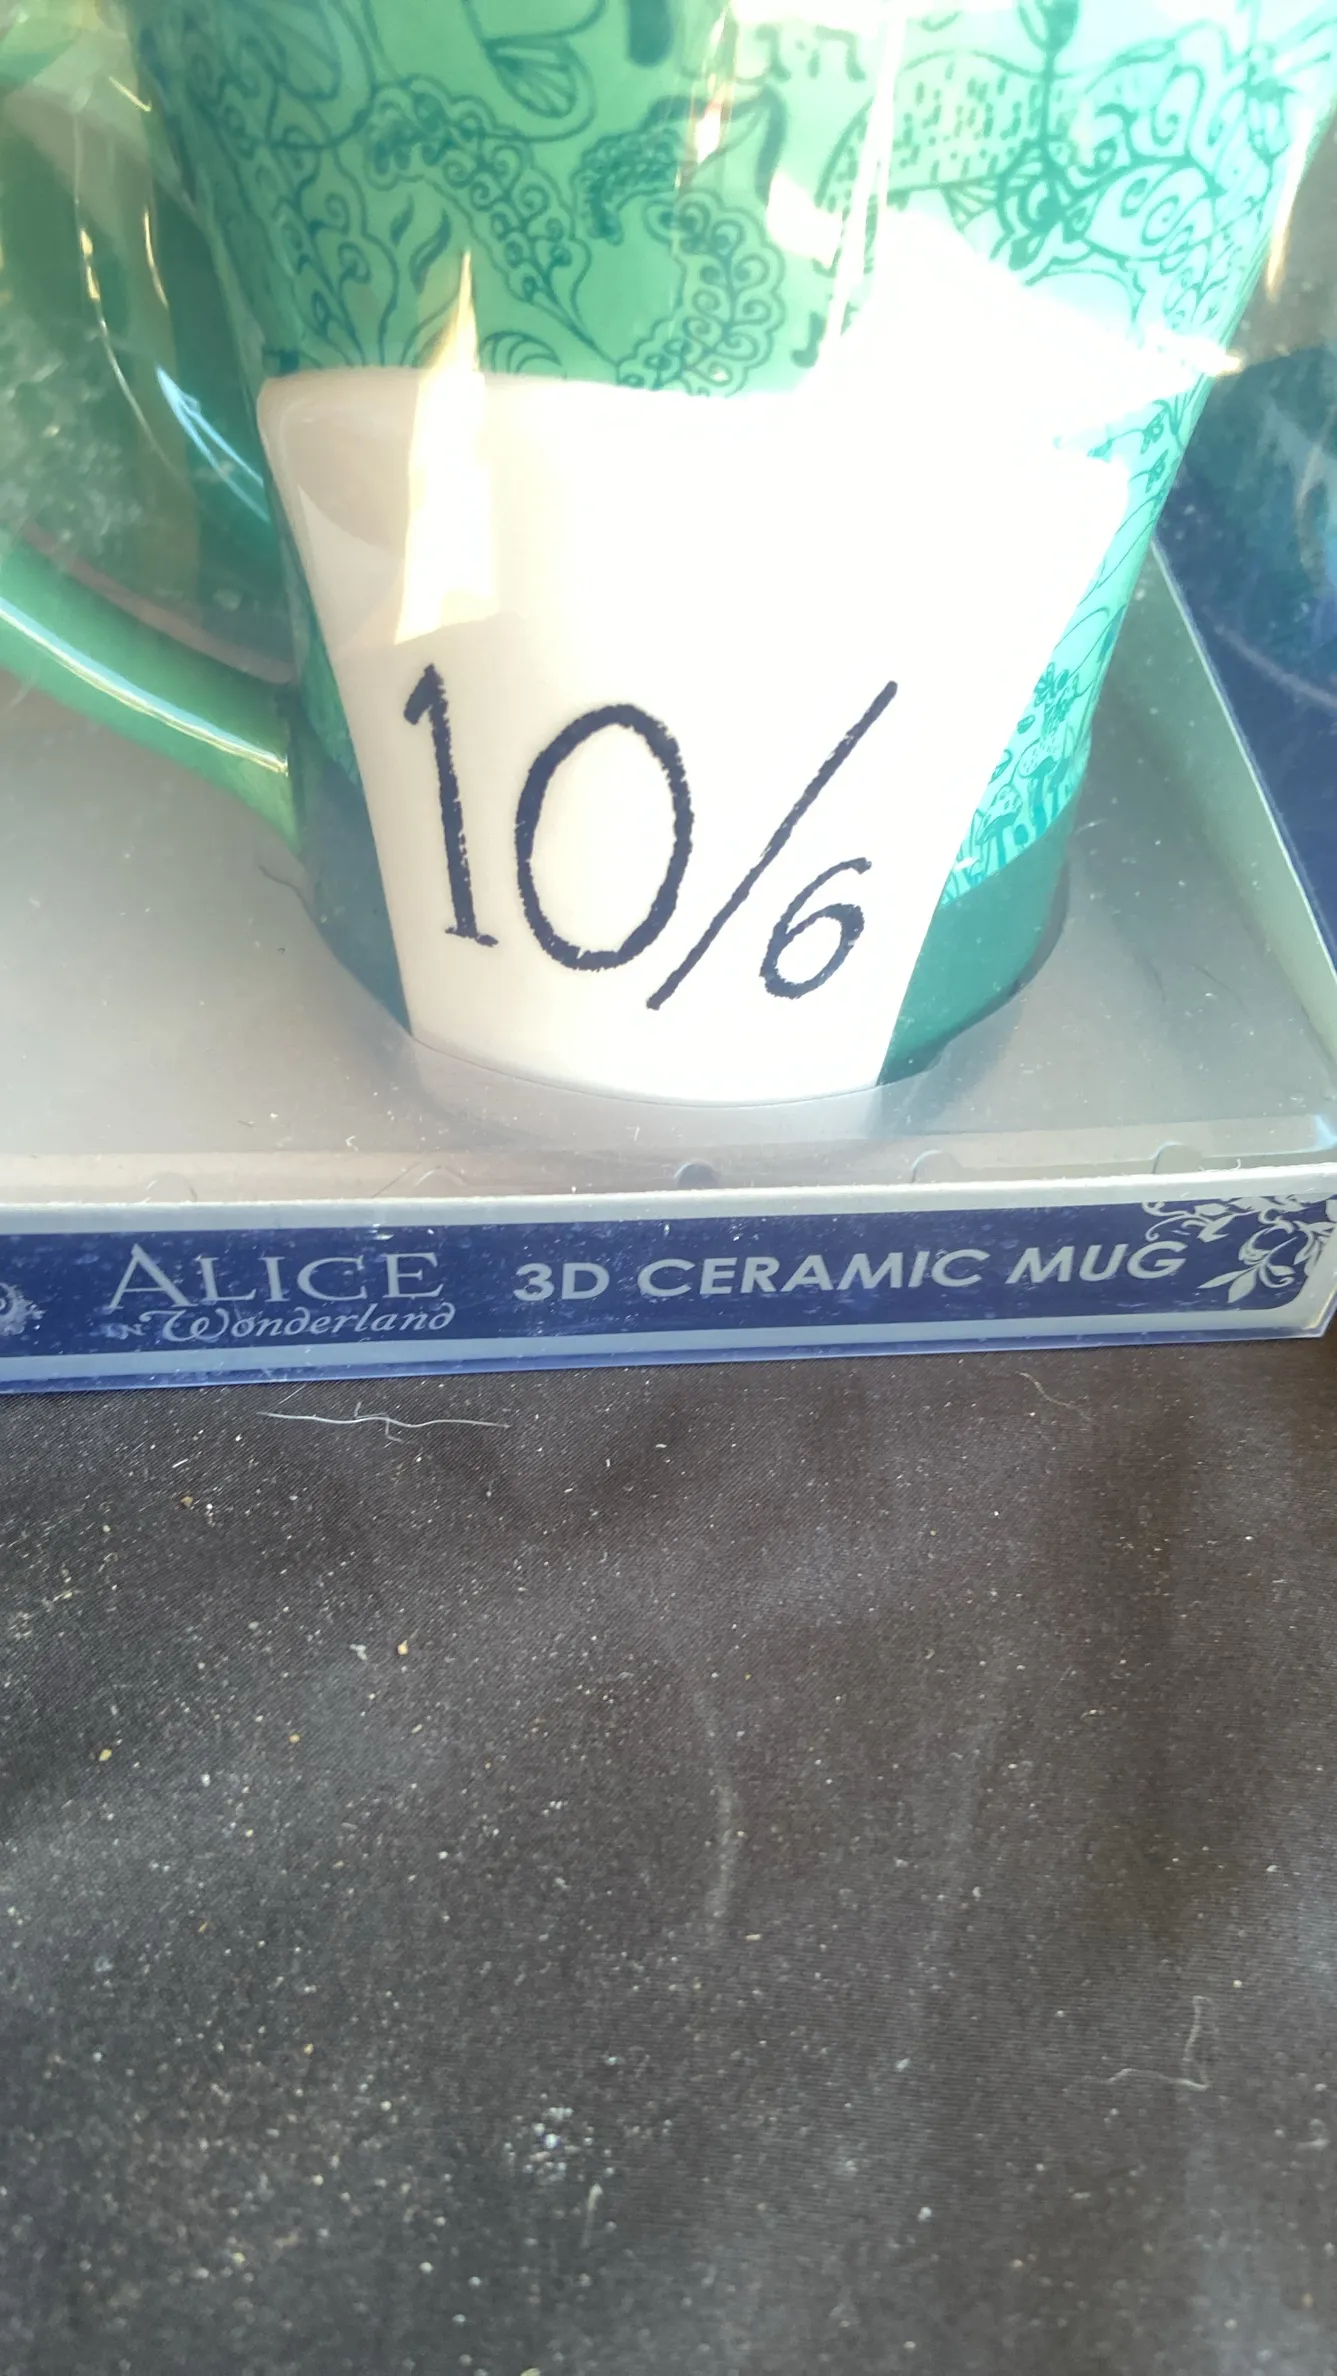 10/6
ALICE 3D CERAMIC MUG
IN Wonderland